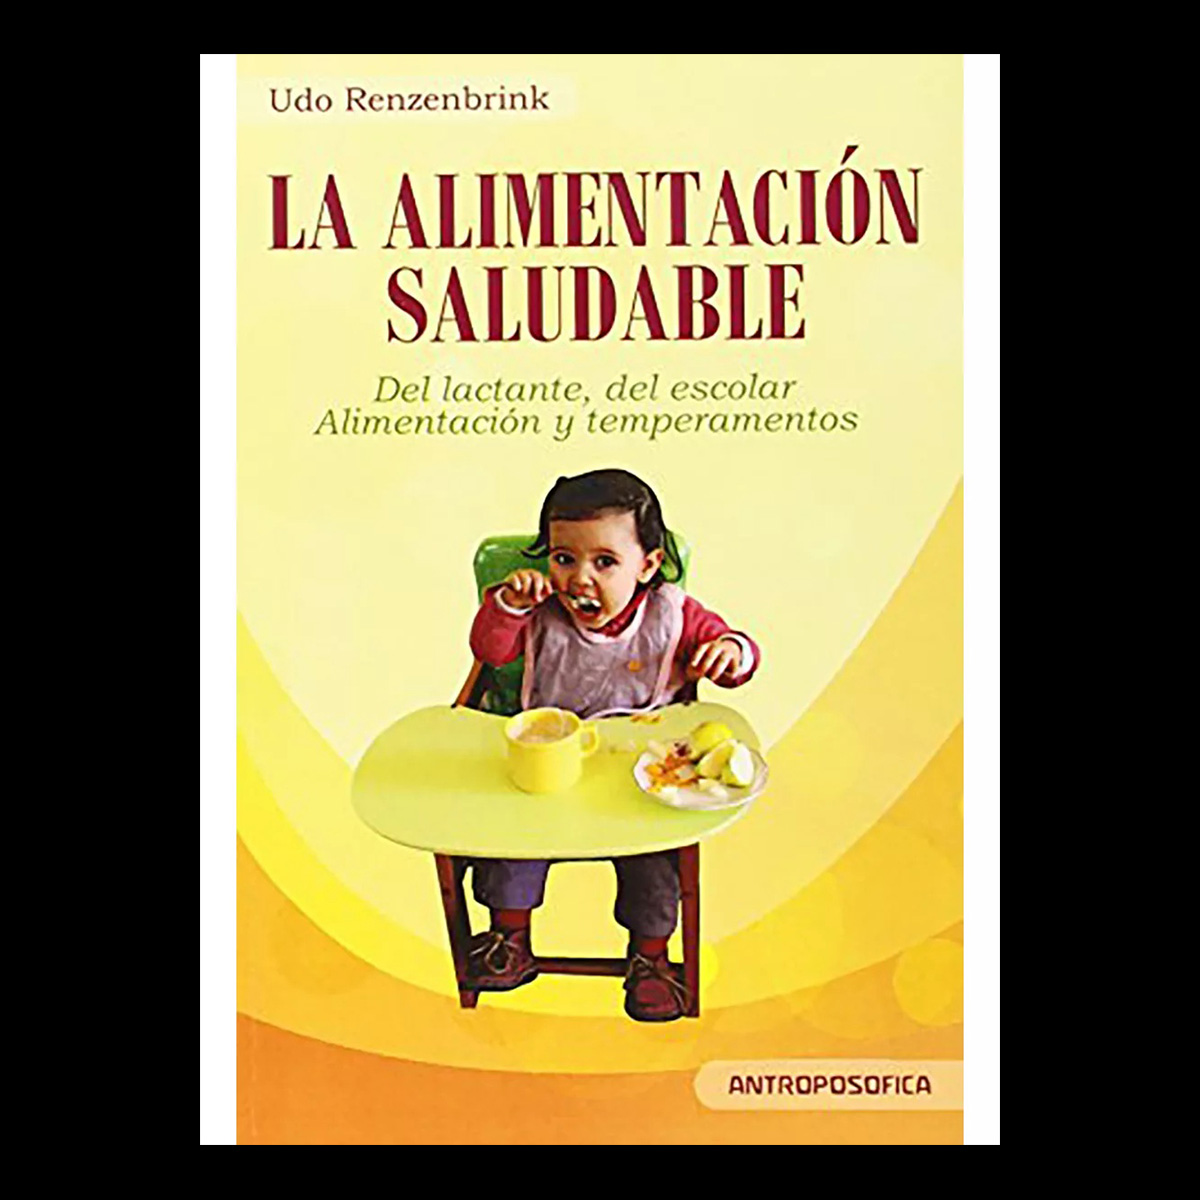 Udo Renzenbrink
LA ALIMENTACIÓN
SALUDABLE
Del lactante, del escolar
Alimentación y temperamentos
ANTROPOSOFICA